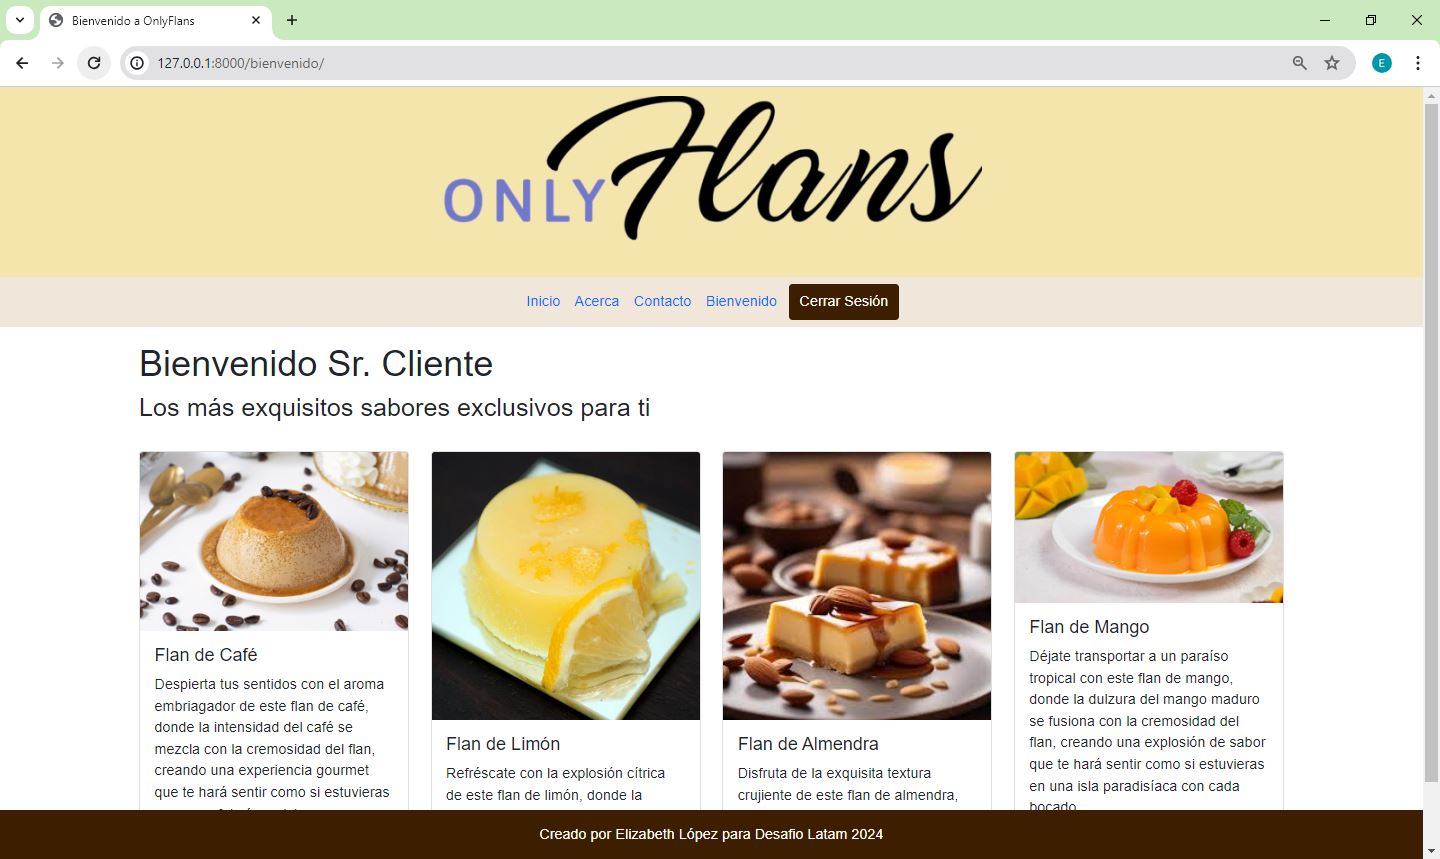 Bienvenido a OnlyFlans
127.0.0.1:8000/bienvenido/
E
ONLY Flans
Inicio Acerca Contacto Bienvenido Cerrar Sesión
Bienvenido Sr. Cliente
Los más exquisitos sabores exclusivos para ti
Flan de Café
Despierta tus sentidos con el aroma
embriagador de este flan de café,
donde la intensidad del café se
mezcla con la cremosidad del flan,
creando una experiencia gourmet
que te hará sentir como si estuvieras
Flan de Limón
Refréscate con la explosión cítrica
de este flan de limón, donde la
Flan de Almendra
Disfruta de la exquisita textura
crujiente de este flan de almendra,
Flan de Mango
Déjate transportar a un paraíso
tropical con este flan de mango,
donde la dulzura del mango maduro
se fusiona con la cremosidad del
flan, creando una explosión de sabor
que te hará sentir como si estuvieras
en una isla paradisíaca con cada
bocado
Creado por Elizabeth López para Desafio Latam 2024